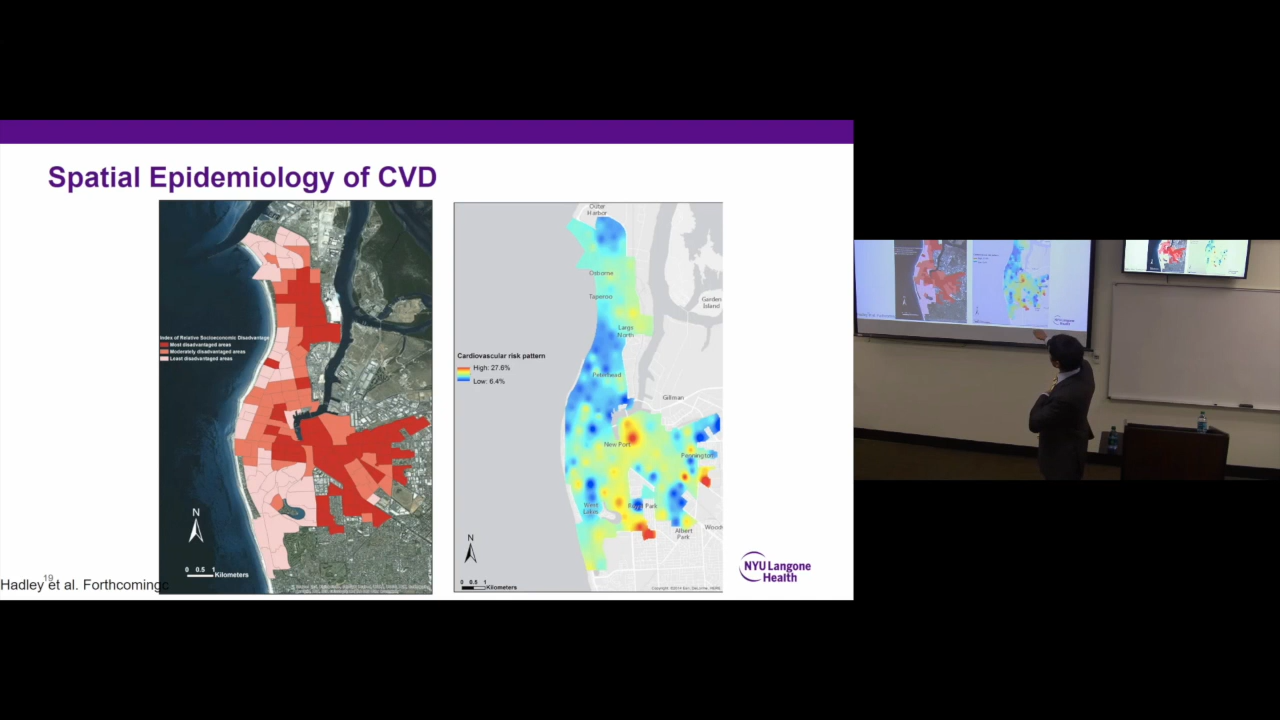 Spatial Epidemiology of CVD
Index of Relative Socioeconomic Disadvantage
Most disadvantaged areas
Moderately disadvantaged areas
Least disadvantaged areas
N
0 0.5 1
Kilometers
Outer
Harbor
Osborne
Taperoo
Garden
Island
Largs
North
Cardiovascular risk pattern
High: 27.6%
Low: 6.4%
Peterhead
Gillman
New Port
Pennington
West
Lakes
Royal Park
Albert
Park
Woodv
N
0 0.5 1
Kilometers
19
Hadley et al. Forthcomingc
NYU Langone
Health